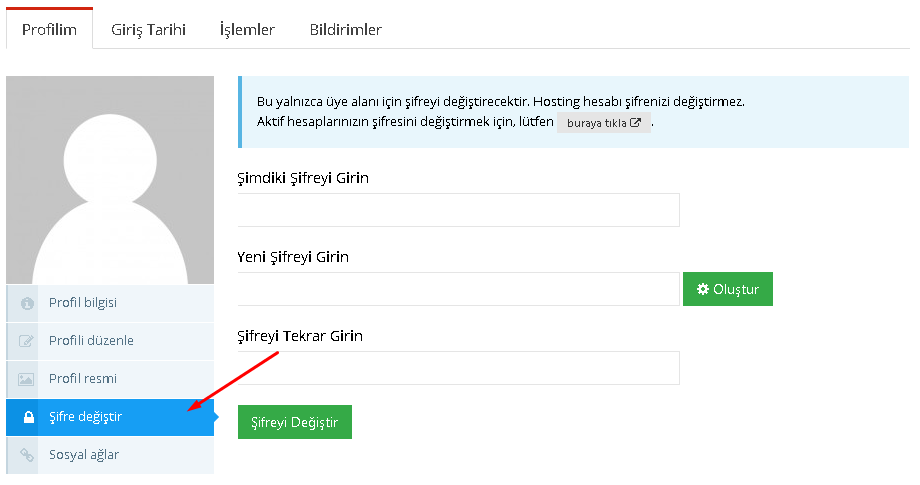 Profilim
Giriş Tarihi
İşlemler
Bildirimler
Bu yalnızca üye alanı için şifreyi değiştirecektir. Hosting hesabı şifrenizi değiştirmez.
Aktif hesaplarınızın şifresini değiştirmek için, lütfen buraya tıkla.
Şimdiki Şifreyi Girin
Yeni Şifreyi Girin
Oluştur
Şifreyi Tekrar Girin
Şifreyi Değiştir
Profil bilgisi
Profili düzenle
Profil resmi
Şifre değiştir
Sosyal ağlar